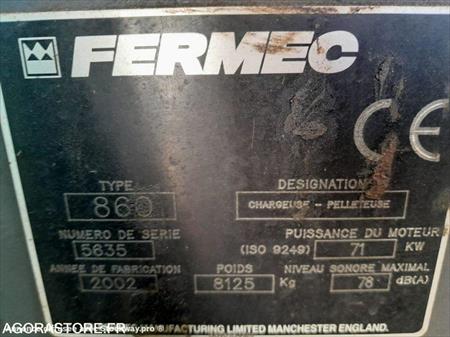 FERMEC
CE
TYPE
860
DESIGNATION
CHARGEUSE - PELLETEUSE
NUMERO DE SERIE
5635
PUISSANCE DU MOTEUR
(ISO 9249) 71 KW
ANNEE DE FABRICATION
2002
POIDS
8125 Kg
NIVEAU SONORE MAXIMAL
78 dB(A)
AGORASTORE.FR
MANUFACTURING LIMITED MANCHESTER ENGLAND.